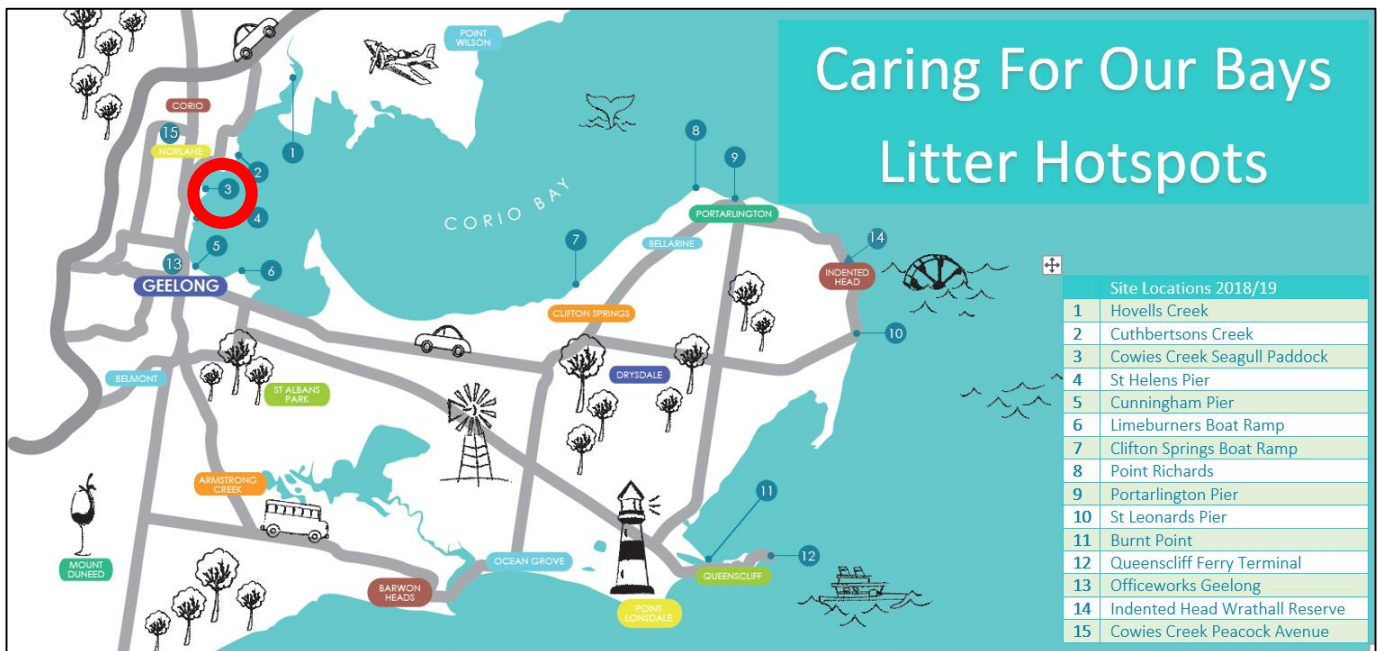 Caring For Our Bays
Litter Hotspots
POINT
WILSON
CORIO
15
NORLANE
1
2
3
4
CORIO BAY
8
9
PORTARLINGTON
BELLARINE
14
INDENTED
HEAD
5
13
6
7
GEELONG
CLIFTON SPRINGS
10
BELMONT
ST ALBANS
PARK
DRYSDALE
ARMSTRONG
CREEK
11
MOUNT
DUNEED
OCEAN GROVE
12
QUEENSCLIFF
BARWON
HEADS
POINT
LONSDALE
Site Locations 2018/19
1 Hovells Creek
2 Cuthbertsons Creek
3 Cowies Creek Seagull Paddock
4 St Helens Pier
5 Cunningham Pier
6 Limeburners Boat Ramp
7 Clifton Springs Boat Ramp
8 Point Richards
9 Portarlington Pier
10 St Leonards Pier
11 Burnt Point
12 Queenscliff Ferry Terminal
13 Officeworks Geelong
14 Indented Head Wrathall Reserve
15 Cowies Creek Peacock Avenue